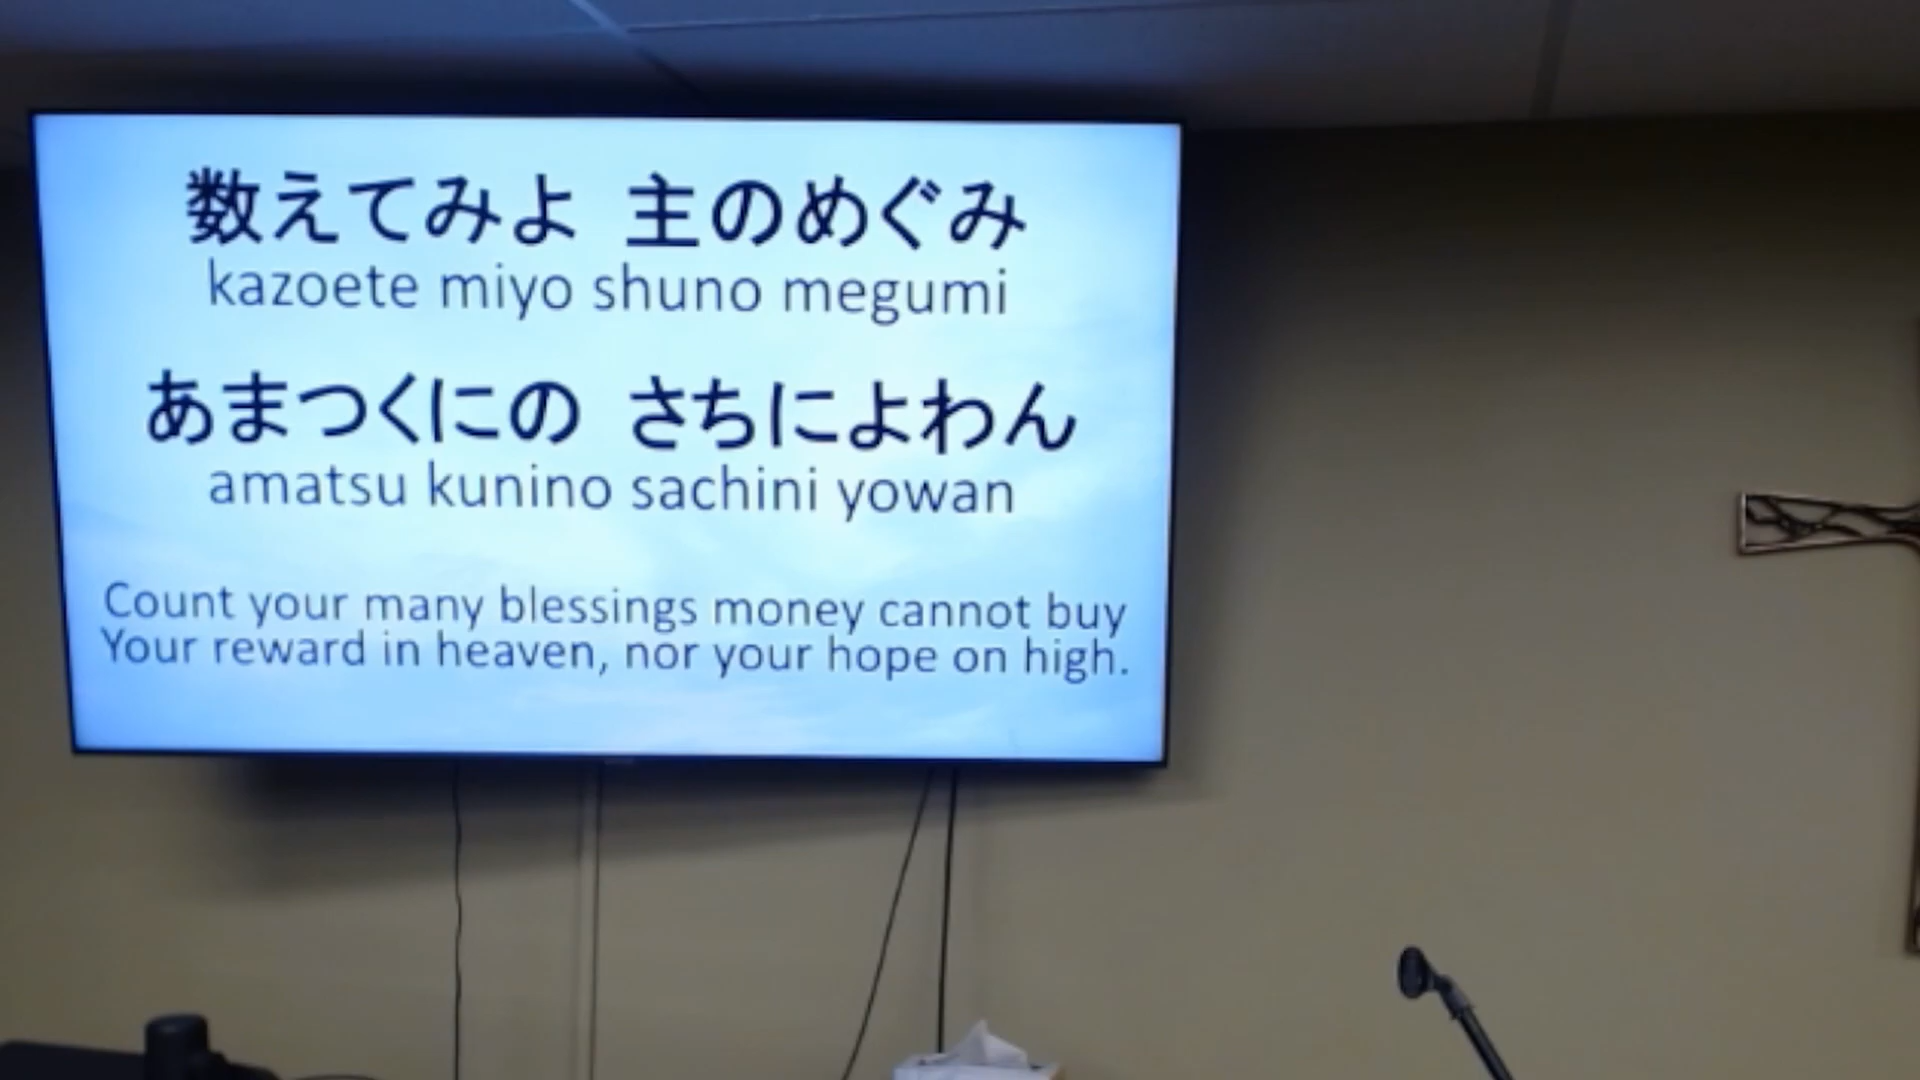 数えてみよ 主のめぐみ
kazoete miyo shuno megumi
あまつくにの さちによわん
amatsu kunino sachini yowan
Count your many blessings money cannot buy
Your reward in heaven, nor your hope on high.